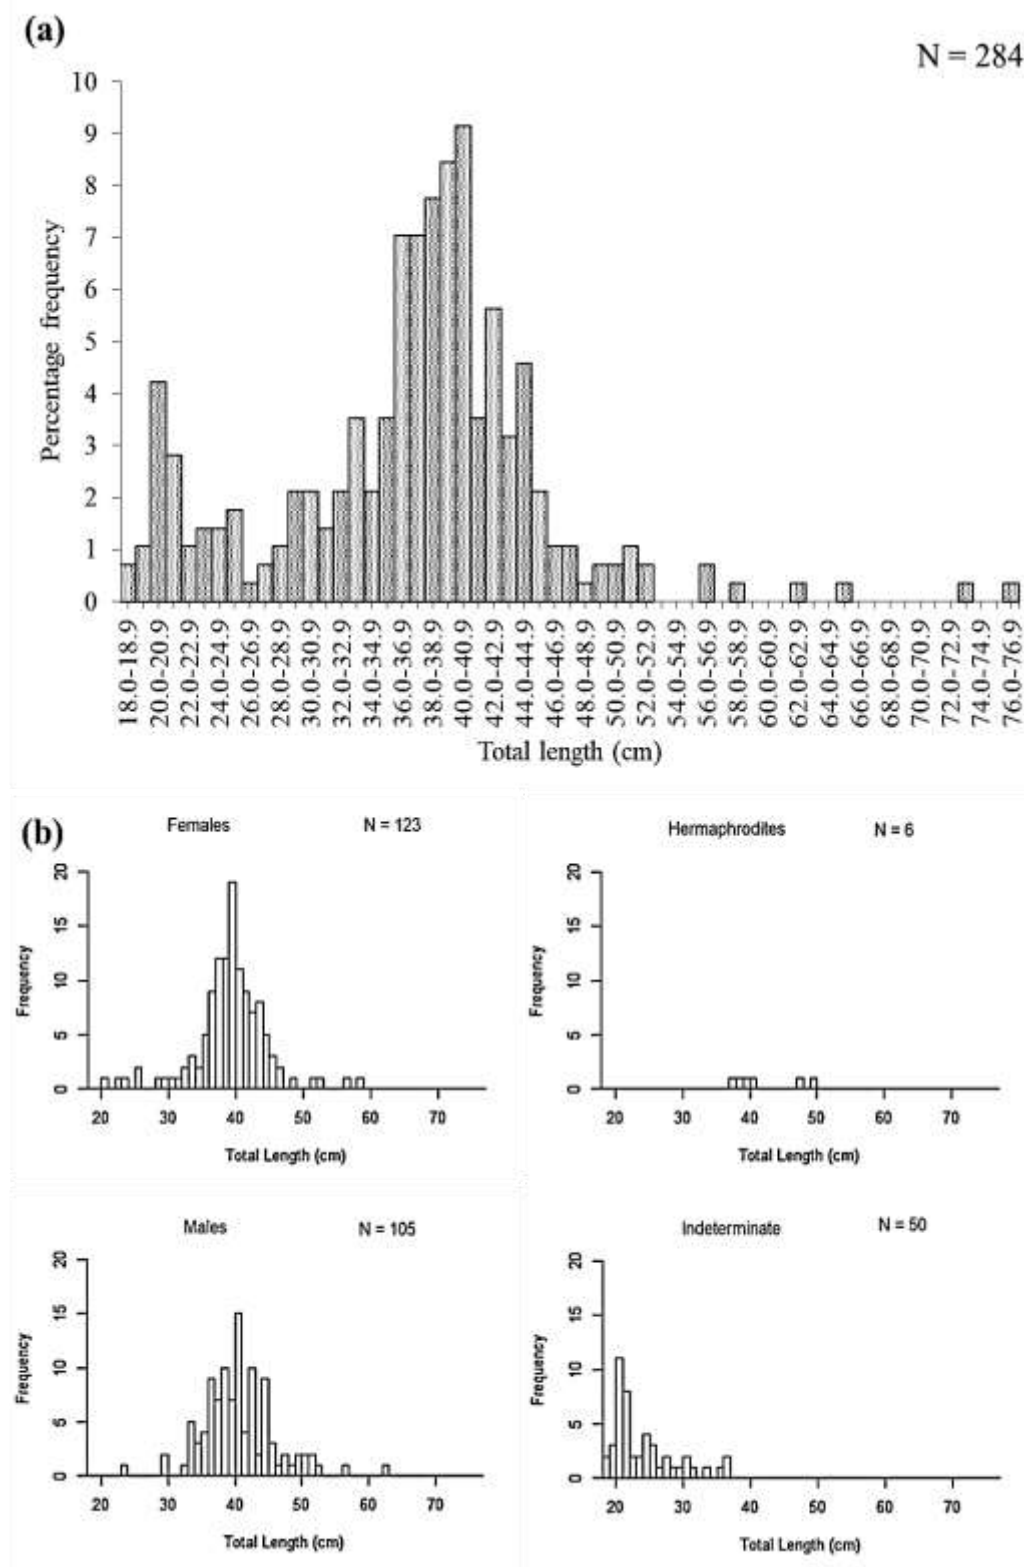 (a)
N = 284
10
9
8
7
6
5
4
3
2
1
0
Percentage frequency
18.0-18.9
20.0-20.9
22.0-22.9
24.0-24.9
26.0-26.9
28.0-28.9
30.0-30.9
32.0-32.9
34.0-34.9
36.0-36.9
38.0-38.9
40.0-40.9
42.0-42.9
44.0-44.9
46.0-46.9
48.0-48.9
50.0-50.9
52.0-52.9
54.0-54.9
56.0-56.9
58.0-58.9
60.0-60.9
62.0-62.9
64.0-64.9
66.0-66.9
68.0-68.9
70.0-70.9
72.0-72.9
74.0-74.9
76.0-76.9
Total length (cm)
(b)
Females N = 123
20
15
10
5
0
Frequency
20 30 40 50 60 70
Total Length (cm)
Hermaphrodites N = 6
20
15
10
5
0
Frequency
20 30 40 50 60 70
Total Length (cm)
Males N = 105
20
15
10
5
0
Frequency
20 30 40 50 60 70
Total Length (cm)
Indeterminate N = 50
20
15
10
5
0
Frequency
20 30 40 50 60 70
Total Length (cm)